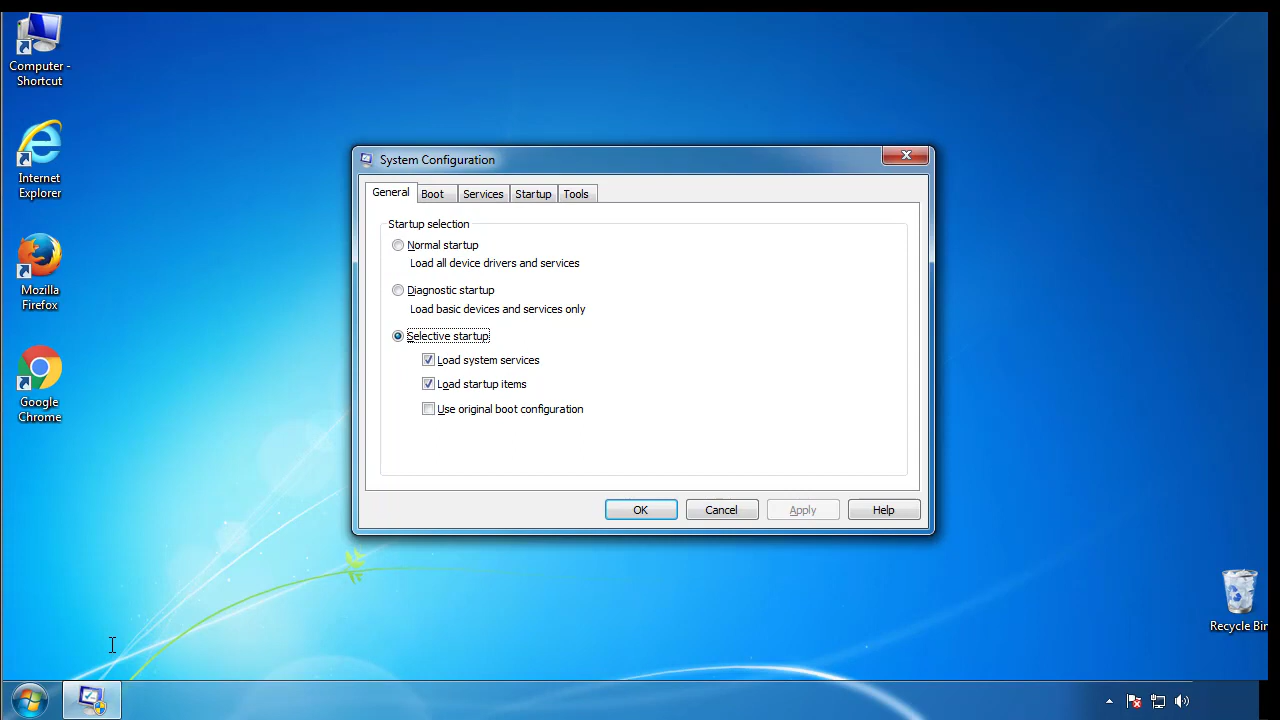 Computer -
Shortcut
Internet
Explorer
Mozilla
Firefox
Google
Chrome
System Configuration
General
Boot
Services
Startup
Tools
Startup selection
Normal startup
Load all device drivers and services
Diagnostic startup
Load basic devices and services only
Selective startup
Load system services
Load startup items
Use original boot configuration
OK
Cancel
Apply
Help
Recycle Bin